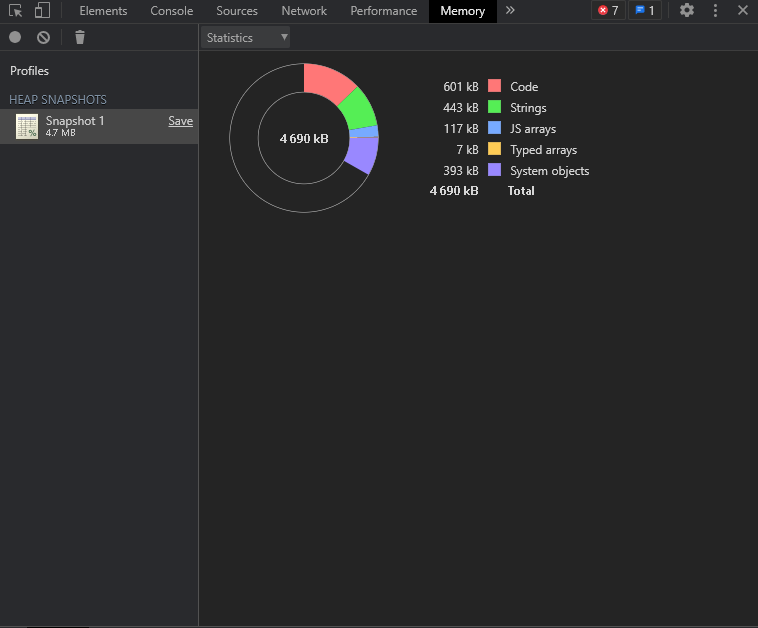 Elements Console Sources Network Performance Memory » 7 1
Statistics
Profiles
HEAP SNAPSHOTS
Snapshot 1 Save
4.7 MB
%
4 690 kB
601 kB Code
443 kB Strings
117 kB JS arrays
7 kB Typed arrays
393 kB System objects
4 690 kB Total